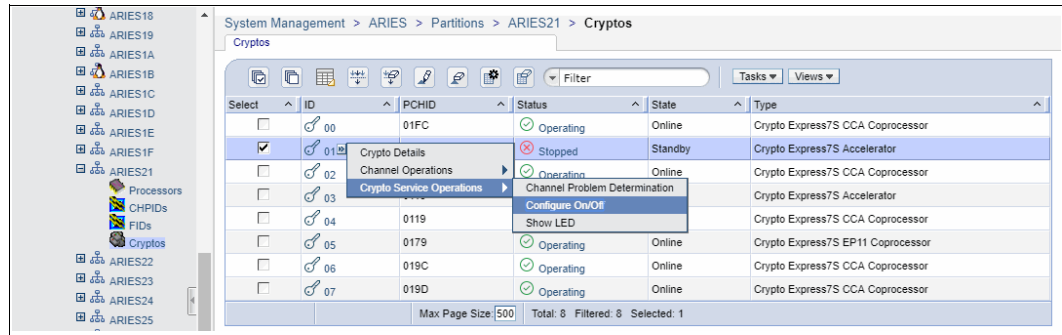 ARIES18
ARIES19
ARIES1A
ARIES1B
ARIES1C
ARIES1D
ARIES1E
ARIES1F
ARIES21
Processors
CHPIDs
FIDs
Cryptos
ARIES22
ARIES23
ARIES24
ARIES25
System Management > ARIES > Partitions > ARIES21 > Cryptos
Cryptos
Filter Tasks Views
Select ID PCHID Status State Type
00 01FC Operating Online Crypto Express7S CCA Coprocessor
01 Stopped Standby Crypto Express7S Accelerator
02 Operating Online Crypto Express7S CCA Coprocessor
03 Crypto Express7S Accelerator
04 0119 Online Crypto Express7S CCA Coprocessor
05 0179 Operating Online Crypto Express7S EP11 Coprocessor
06 019C Operating Online Crypto Express7S CCA Coprocessor
07 019D Operating Online Crypto Express7S CCA Coprocessor
Crypto Details
Channel Operations
Crypto Service Operations
Channel Problem Determination
Configure On/Off
Show LED
Max Page Size: 500 Total: 8 Filtered: 8 Selected: 1